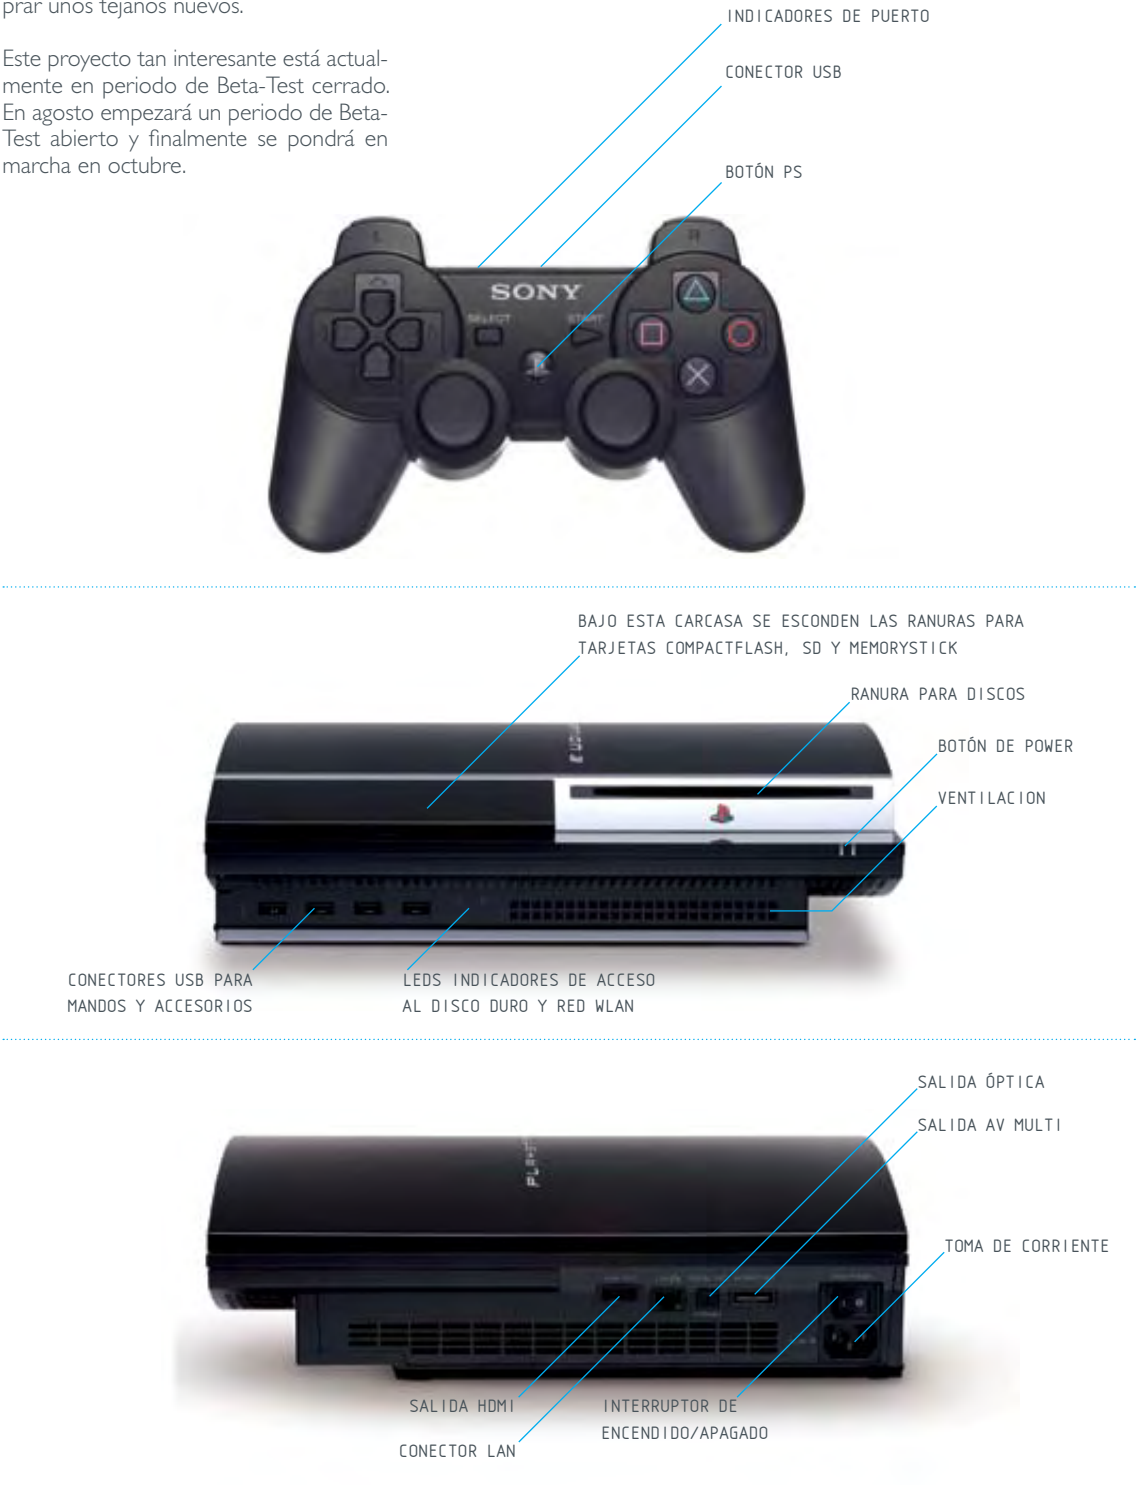 prar unos tejanos nuevos.
Este proyecto tan interesante está actual-
mente en periodo de Beta-Test cerrado.
En agosto empezará un periodo de Beta-
Test abierto y finalmente se pondrá en
marcha en octubre.
INDICADORES DE PUERTO
CONECTOR USB
BOTÓN PS
L
R
SONY
SELECT
START
BAJO ESTA CARCASA SE ESCONDEN LAS RANURAS PARA
TARJETAS COMPACTFLASH, SD Y MEMORYSTICK
RANURA PARA DISCOS
BOTÓN DE POWER
VENTILACION
CONECTORES USB PARA
MANDOS Y ACCESORIOS
LEDS INDICADORES DE ACCESO
AL DISCO DURO Y RED WLAN
SALIDA ÓPTICA
SALIDA AV MULTI
TOMA DE CORRIENTE
SALIDA HDMI
CONECTOR LAN
INTERRUPTOR DE
ENCENDIDO/APAGADO